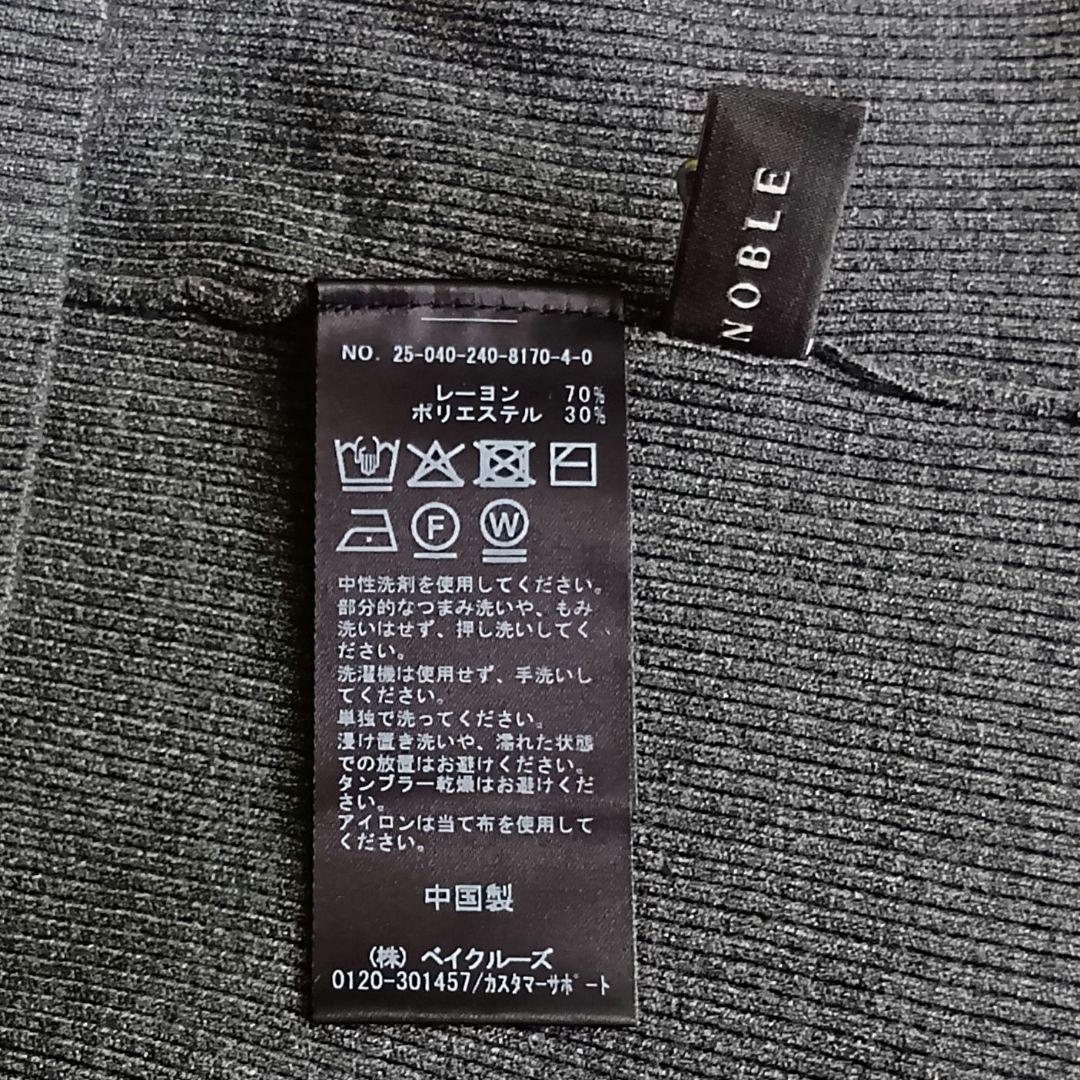 NOBLE
NO. 25-040-240-8170-4-0
レーヨン 70%
ポリエステル 30%
F
W
中性洗剤を使用してください。
部分的なつまみ洗いや、もみ
洗いはせず、押し洗いしてく
ださい。
洗濯機は使用せず、手洗いし
てください。
単独で洗ってください。
浸け置き洗いや、濡れた状態
での放置はお避けください。
タンブラー乾燥はお避けくだ
さい。
アイロンは当て布を使用して
ください。
中国製
(株) ベイクルーズ
0120-301457/カスタマーサポート